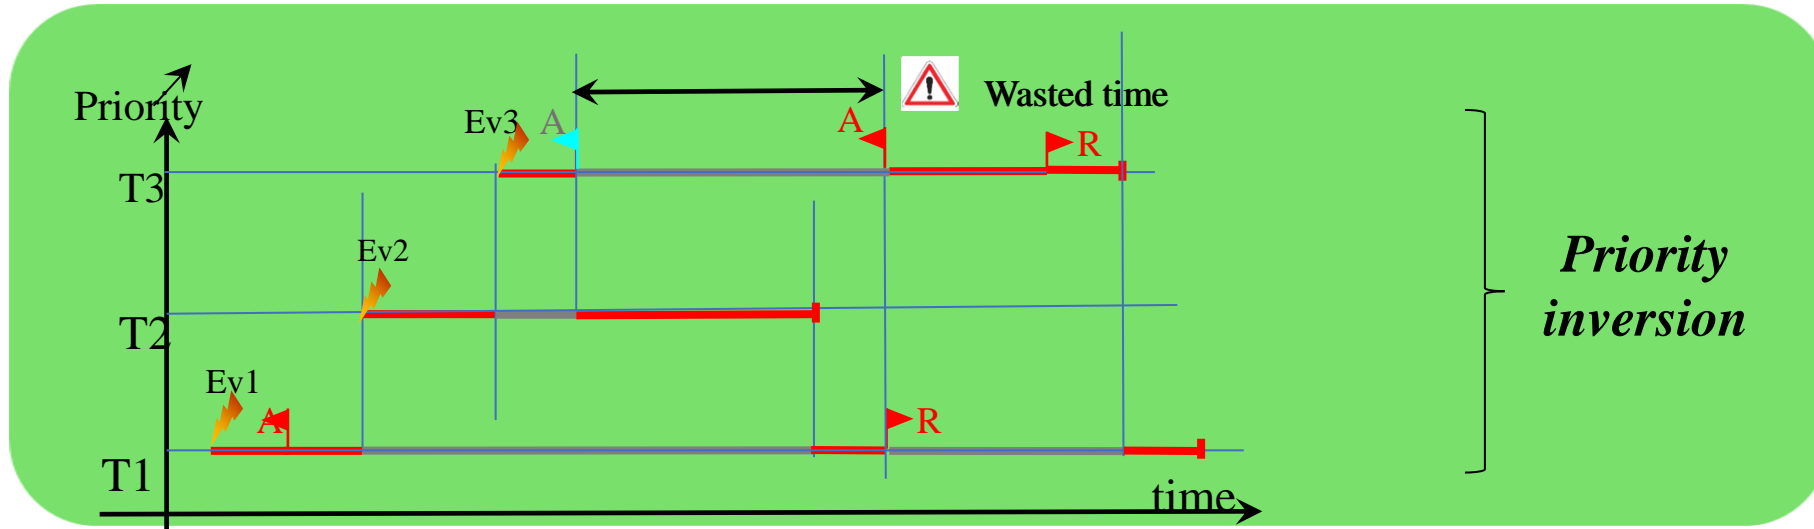 Priority
Ev3
A
A
Wasted time
R
T3
Ev2
T2
Ev1
A
R
T1
time
Priority
inversion